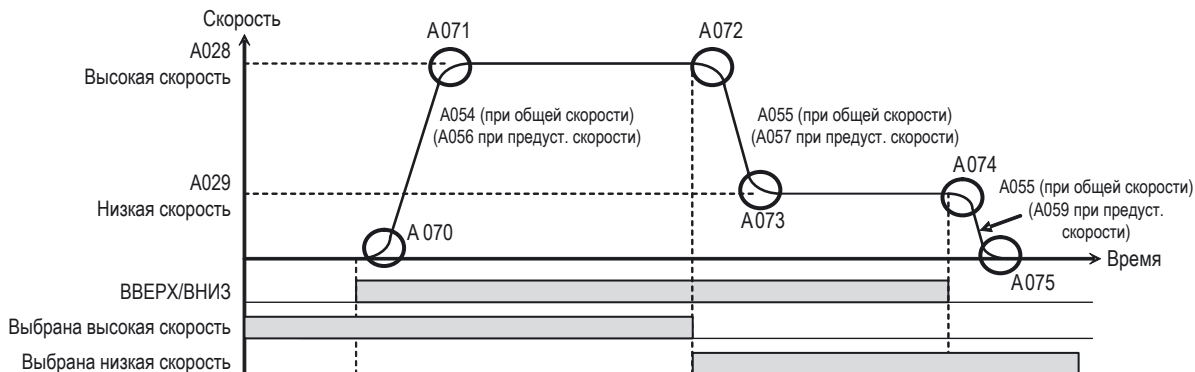 Скорость
A071
A072
A028
Высокая скорость
A054 (при общей скорости)
(A056 при предуст. скорости)
A055 (при общей скорости)
(A057 при предуст. скорости)
A074
A029
Низкая скорость
A055 (при общей скорости)
(A059 при предуст.
скорости)
A073
A070
Время
A075
ВВЕРХ/ВНИЗ
Выбрана высокая скорость
Выбрана низкая скорость